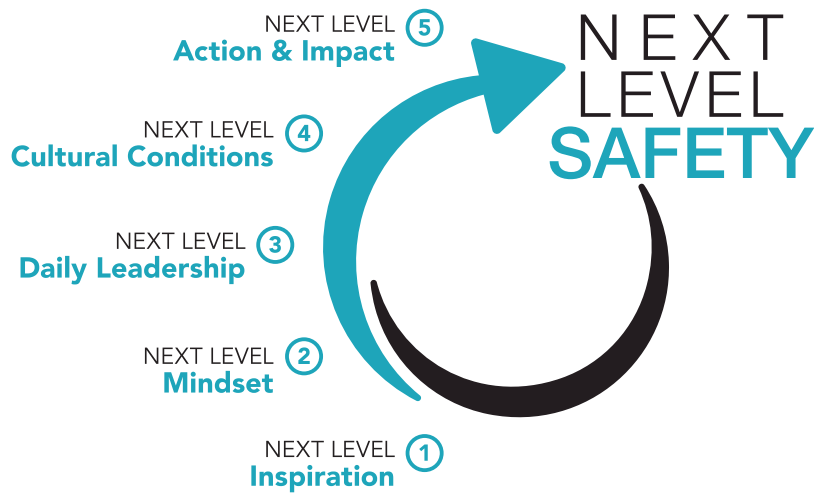 NEXT LEVEL 5
Action & Impact
NEXT
LEVEL
SAFETY
NEXT LEVEL 4
Cultural Conditions
NEXT LEVEL 3
Daily Leadership
NEXT LEVEL 2
Mindset
NEXT LEVEL 1
Inspiration